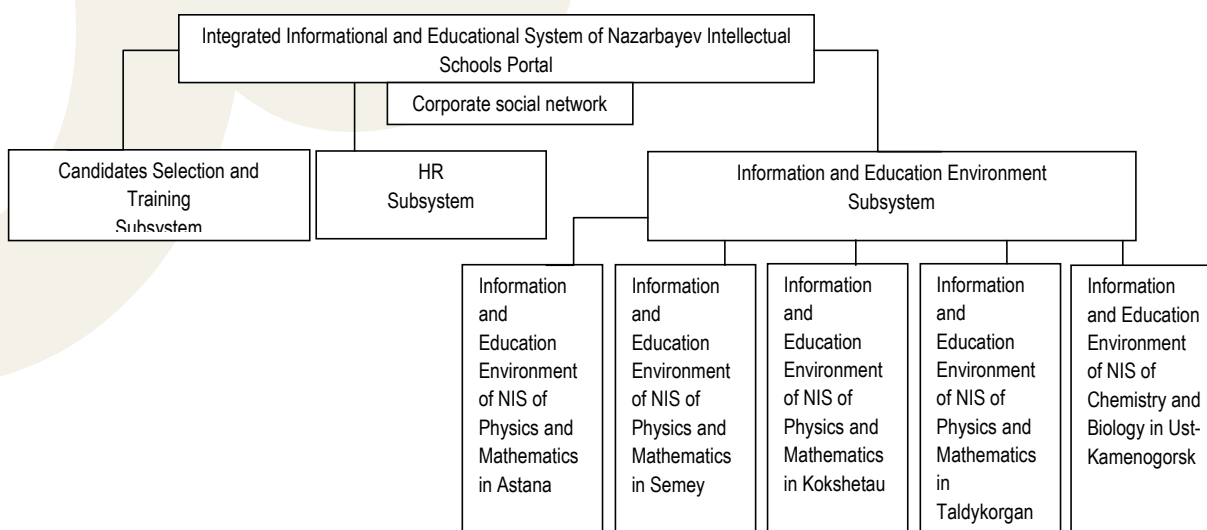 Integrated Informational and Educational System of Nazarbayev Intellectual
Schools Portal
Corporate social network
Candidates Selection and
Training
Subsystem
HR
Subsystem
Information and Education Environment
Subsystem
Information
and
Education
Environment
of NIS of
Physics and
Mathematics
in Astana
Information
and
Education
Environment
of NIS of
Physics and
Mathematics
in Semey
Information
and
Education
Environment
of NIS of
Physics and
Mathematics
in Kokshetau
Information
and
Education
Environment
of NIS of
Physics and
Mathematics
in
Taldykorgan
Information
and Education
Environment
of NIS of
Chemistry and
Biology in Ust-
Kamenogorsk